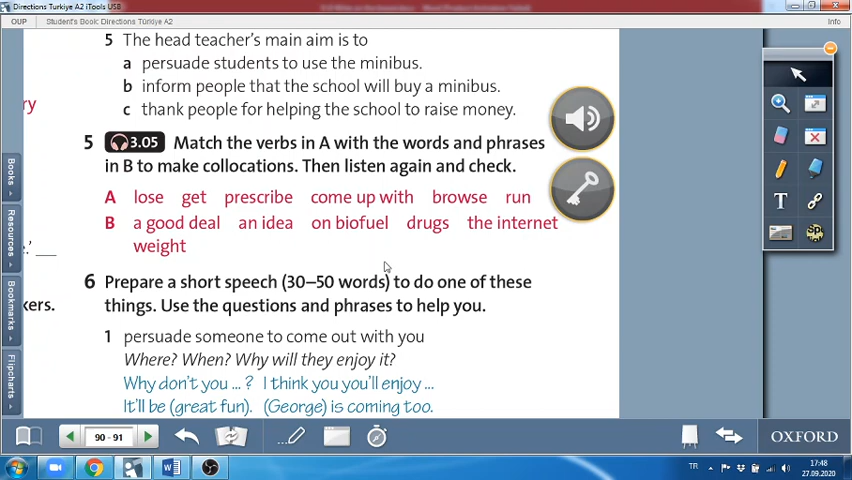 Directions Turkiye A2 iTools USB
OUP
Student's Book: Directions Türkiye A2
Info
5 The head teacher's main aim is to
a persuade students to use the minibus.
b inform people that the school will buy a minibus.
c thank people for helping the school to raise money.
ry
5 3.05 Match the verbs in A with the words and phrases
in B to make collocations. Then listen again and check.
A lose get prescribe come up with browse run
B a good deal an idea on biofuel drugs the internet
weight
e.' __
6 Prepare a short speech (30–50 words) to do one of these
things. Use the questions and phrases to help you.
kers.
1 persuade someone to come out with you
Where? When? Why will they enjoy it?
Why don't you ... ? I think you you'll enjoy ...
It'll be (great fun). (George) is coming too.
Books
Resources
Bookmarks
Flipcharts
T
Sp
90 - 91
OXFORD
TR
17:48
27.09.2020